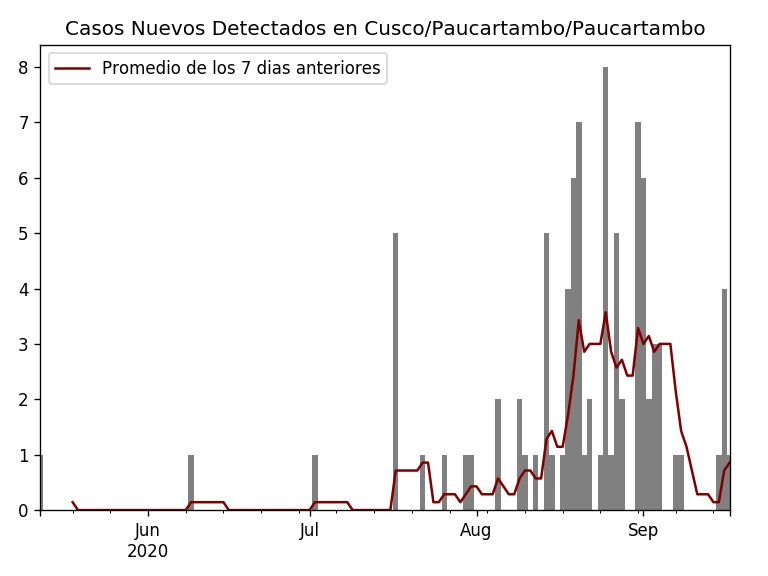 Casos Nuevos Detectados en Cusco/Paucartambo/Paucartambo
Promedio de los 7 dias anteriores
8
7
6
5
4
3
2
1
0
Jun
2020
Jul
Aug
Sep